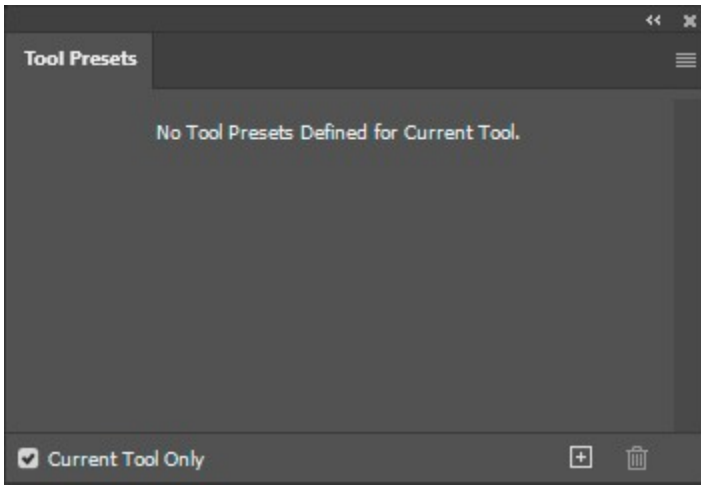 Tool Presets
No Tool Presets Defined for Current Tool.
Current Tool Only